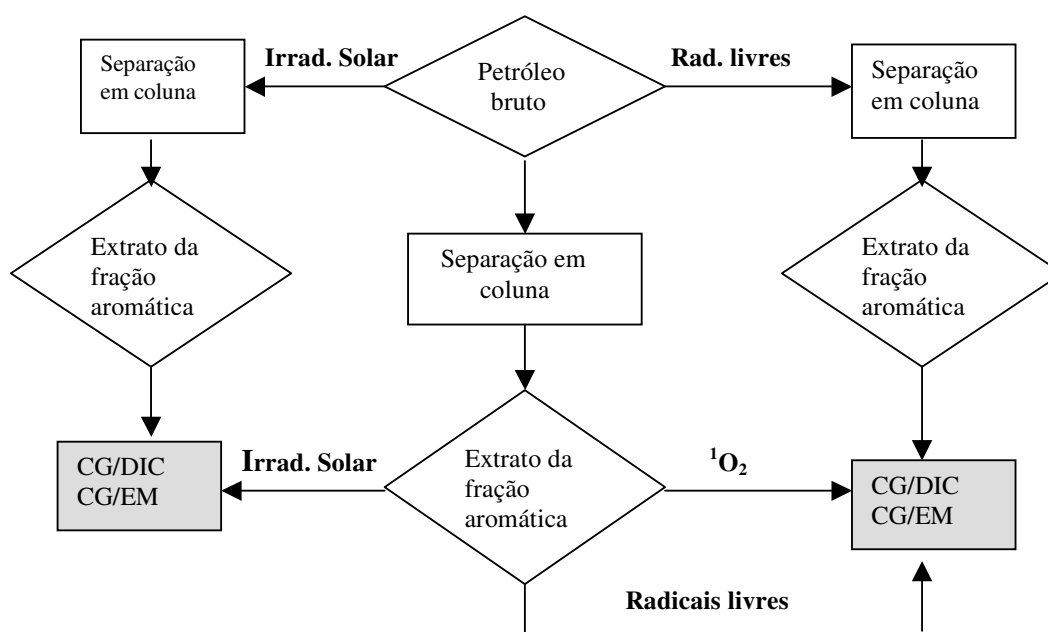 Irrad. Solar
Petróleo
bruto
Rad. livres
Separação
em coluna
Separação
em coluna
Extrato da
fração
aromática
Separação em
coluna
Extrato da
fração
aromática
CG/DIC
CG/EM
Irrad. Solar
Extrato da
fração
aromática
¹O₂
CG/DIC
CG/EM
Radicais livres